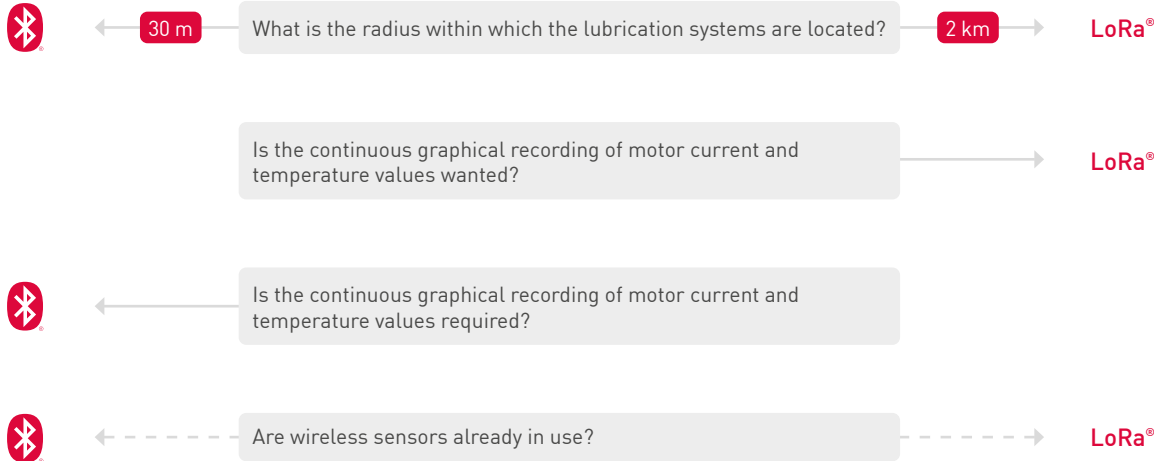 30 m What is the radius within which the lubrication systems are located? 2 km LoRa®
Is the continuous graphical recording of motor current and
temperature values wanted?
LoRa®
Is the continuous graphical recording of motor current and
temperature values required?
Are wireless sensors already in use? LoRa®